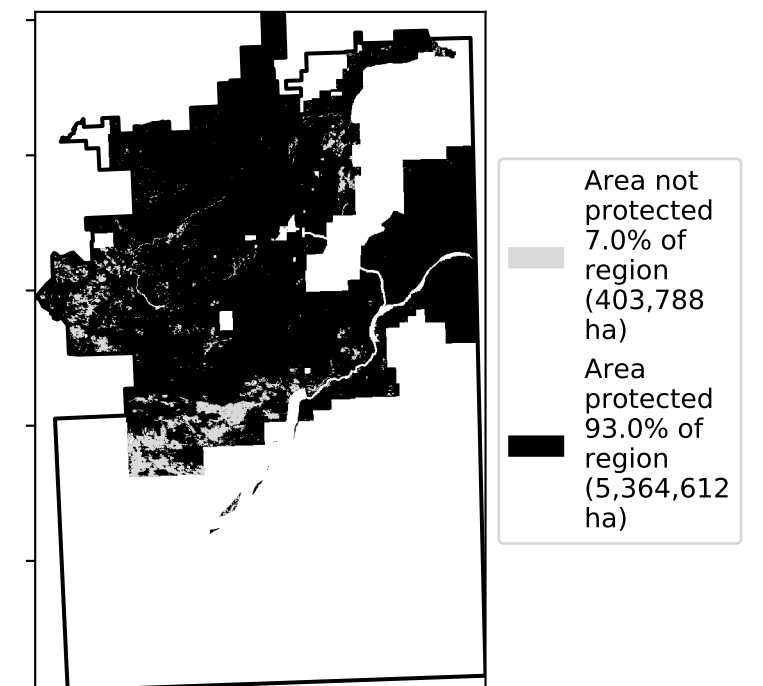 Area not
protected
7.0% of
region
(403,788
ha)
Area
protected
93.0% of
region
(5,364,612
ha)